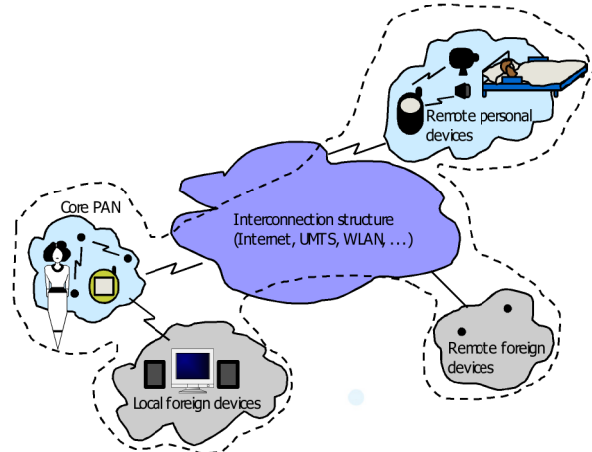 Remote personal
devices
Core PAN
Interconnection structure
(Internet, UMTS, WLAN, ...)
Remote foreign
devices
Local foreign devices